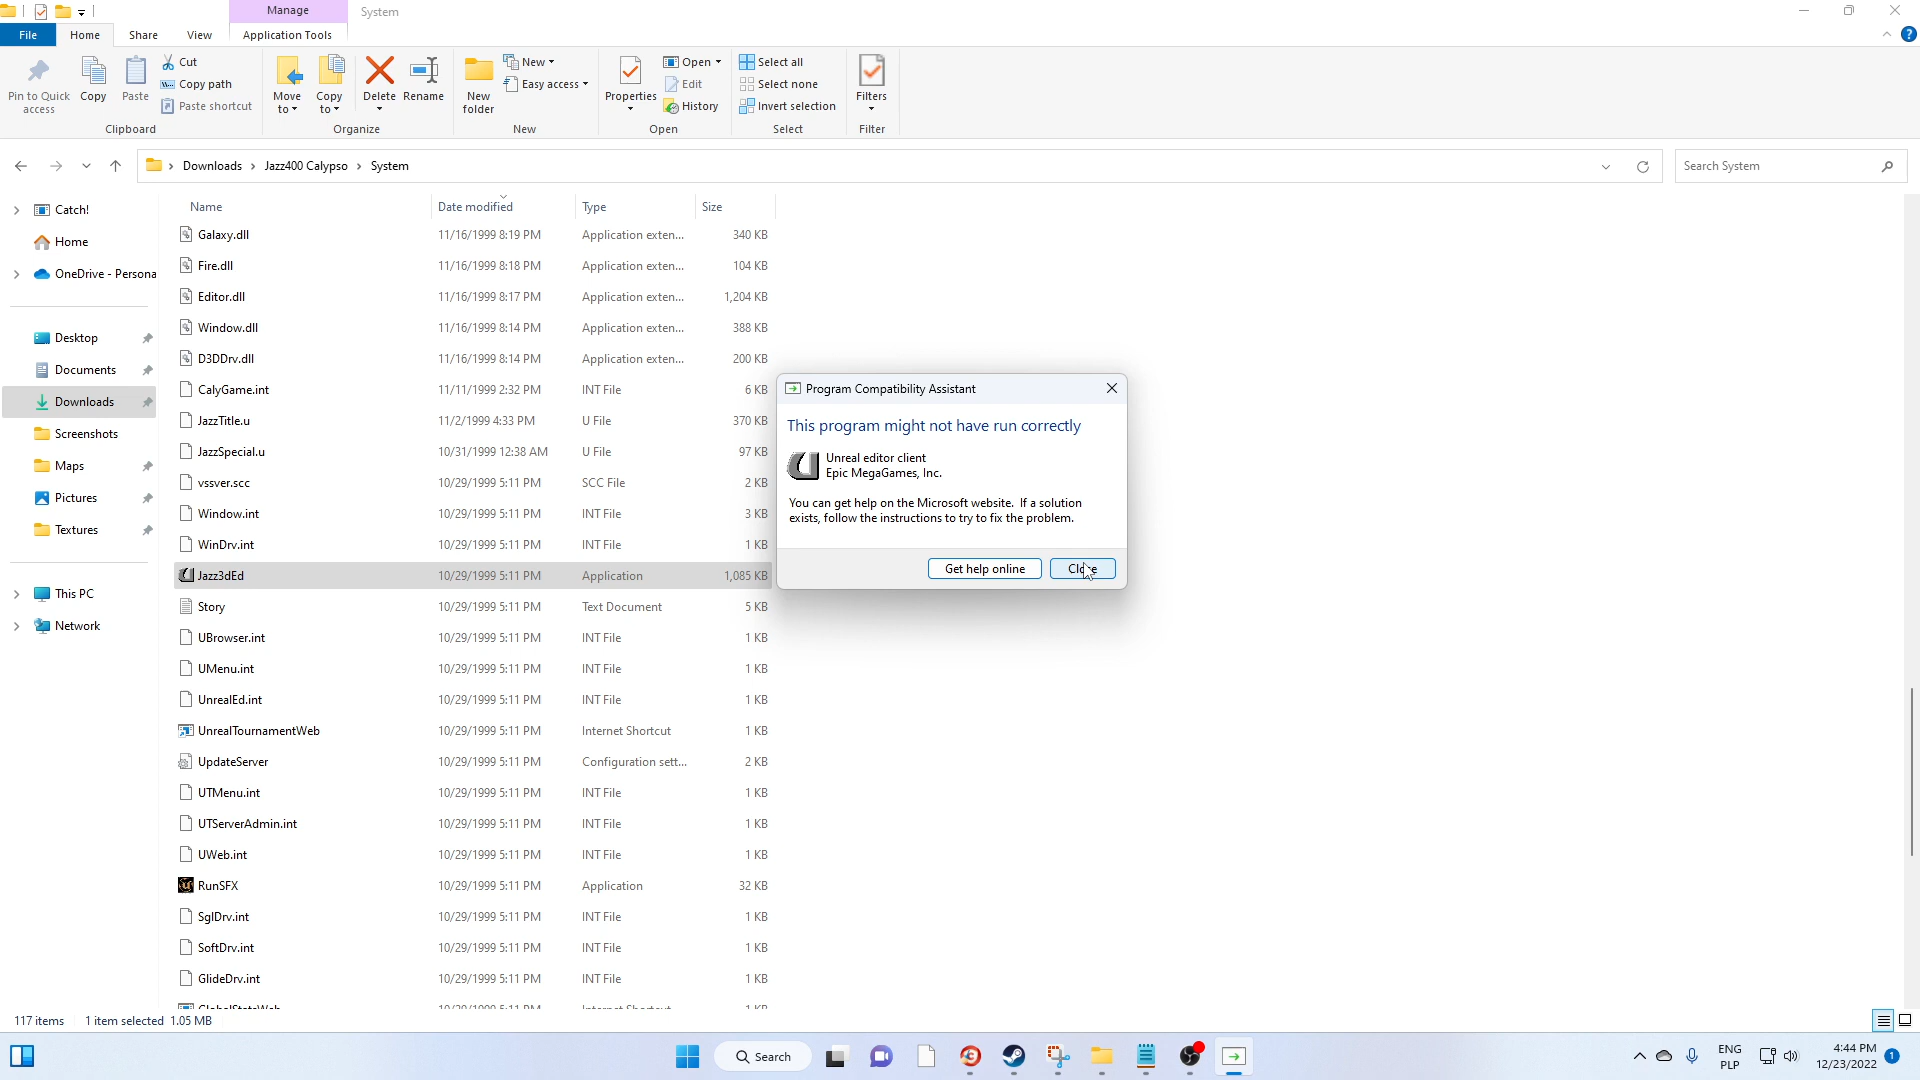 Manage
System
File
Home
Share
View
Application Tools
Pin to Quick access
Copy
Paste
Cut
Copy path
Paste shortcut
Clipboard
Move to
Copy to
Delete
Rename
Organize
New folder
New
Easy access
New
Properties
Open
Edit
History
Open
Select all
Select none
Invert selection
Select
Filters
Filter
Downloads › Jazz400 Calypso › System
Search System
Catch!
Home
OneDrive - Persona
Desktop
Documents
Downloads
Screenshots
Maps
Pictures
Textures
This PC
Network
Name Date modified Type Size
Galaxy.dll 11/16/1999 8:19 PM Application exten... 340 KB
Fire.dll 11/16/1999 8:18 PM Application exten... 104 KB
Editor.dll 11/16/1999 8:17 PM Application exten... 1,204 KB
Window.dll 11/16/1999 8:14 PM Application exten... 388 KB
D3DDrv.dll 11/16/1999 8:14 PM Application exten... 200 KB
CalyGame.int 11/11/1999 2:32 PM INT File 6 KB
JazzTitle.u 11/2/1999 4:33 PM U File 370 KB
JazzSpecial.u 10/31/1999 12:38 AM U File 97 KB
vssver.scc 10/29/1999 5:11 PM SCC File 2 KB
Window.int 10/29/1999 5:11 PM INT File 3 KB
WinDrv.int 10/29/1999 5:11 PM INT File 1 KB
Jazz3dEd 10/29/1999 5:11 PM Application 1,085 KB
Story 10/29/1999 5:11 PM Text Document 5 KB
UBrowser.int 10/29/1999 5:11 PM INT File 1 KB
UMenu.int 10/29/1999 5:11 PM INT File 1 KB
UnrealEd.int 10/29/1999 5:11 PM INT File 1 KB
UnrealTournamentWeb 10/29/1999 5:11 PM Internet Shortcut 1 KB
UpdateServer 10/29/1999 5:11 PM Configuration sett... 2 KB
UTMenu.int 10/29/1999 5:11 PM INT File 1 KB
UTServerAdmin.int 10/29/1999 5:11 PM INT File 1 KB
UWeb.int 10/29/1999 5:11 PM INT File 1 KB
RunSFX 10/29/1999 5:11 PM Application 32 KB
SglDrv.int 10/29/1999 5:11 PM INT File 1 KB
SoftDrv.int 10/29/1999 5:11 PM INT File 1 KB
GlideDrv.int 10/29/1999 5:11 PM INT File 1 KB
Program Compatibility Assistant
This program might not have run correctly
Unreal editor client
Epic MegaGames, Inc.
You can get help on the Microsoft website. If a solution
exists, follow the instructions to try to fix the problem.
Get help online
Close
117 items 1 item selected 1.05 MB
Search
ENG
PLP
4:44 PM
12/23/2022
1